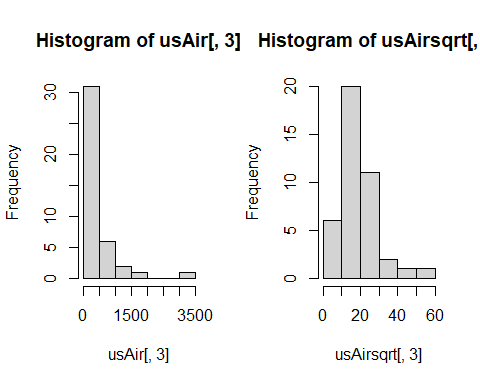 Histogram of usAir[, 3]
Frequency
0
5
10
20
30
0
1500
3500
usAir[, 3]
Histogram of usAirsqrt[,
Frequency
0
5
10
15
20
0
20
40
60
usAirsqrt[, 3]